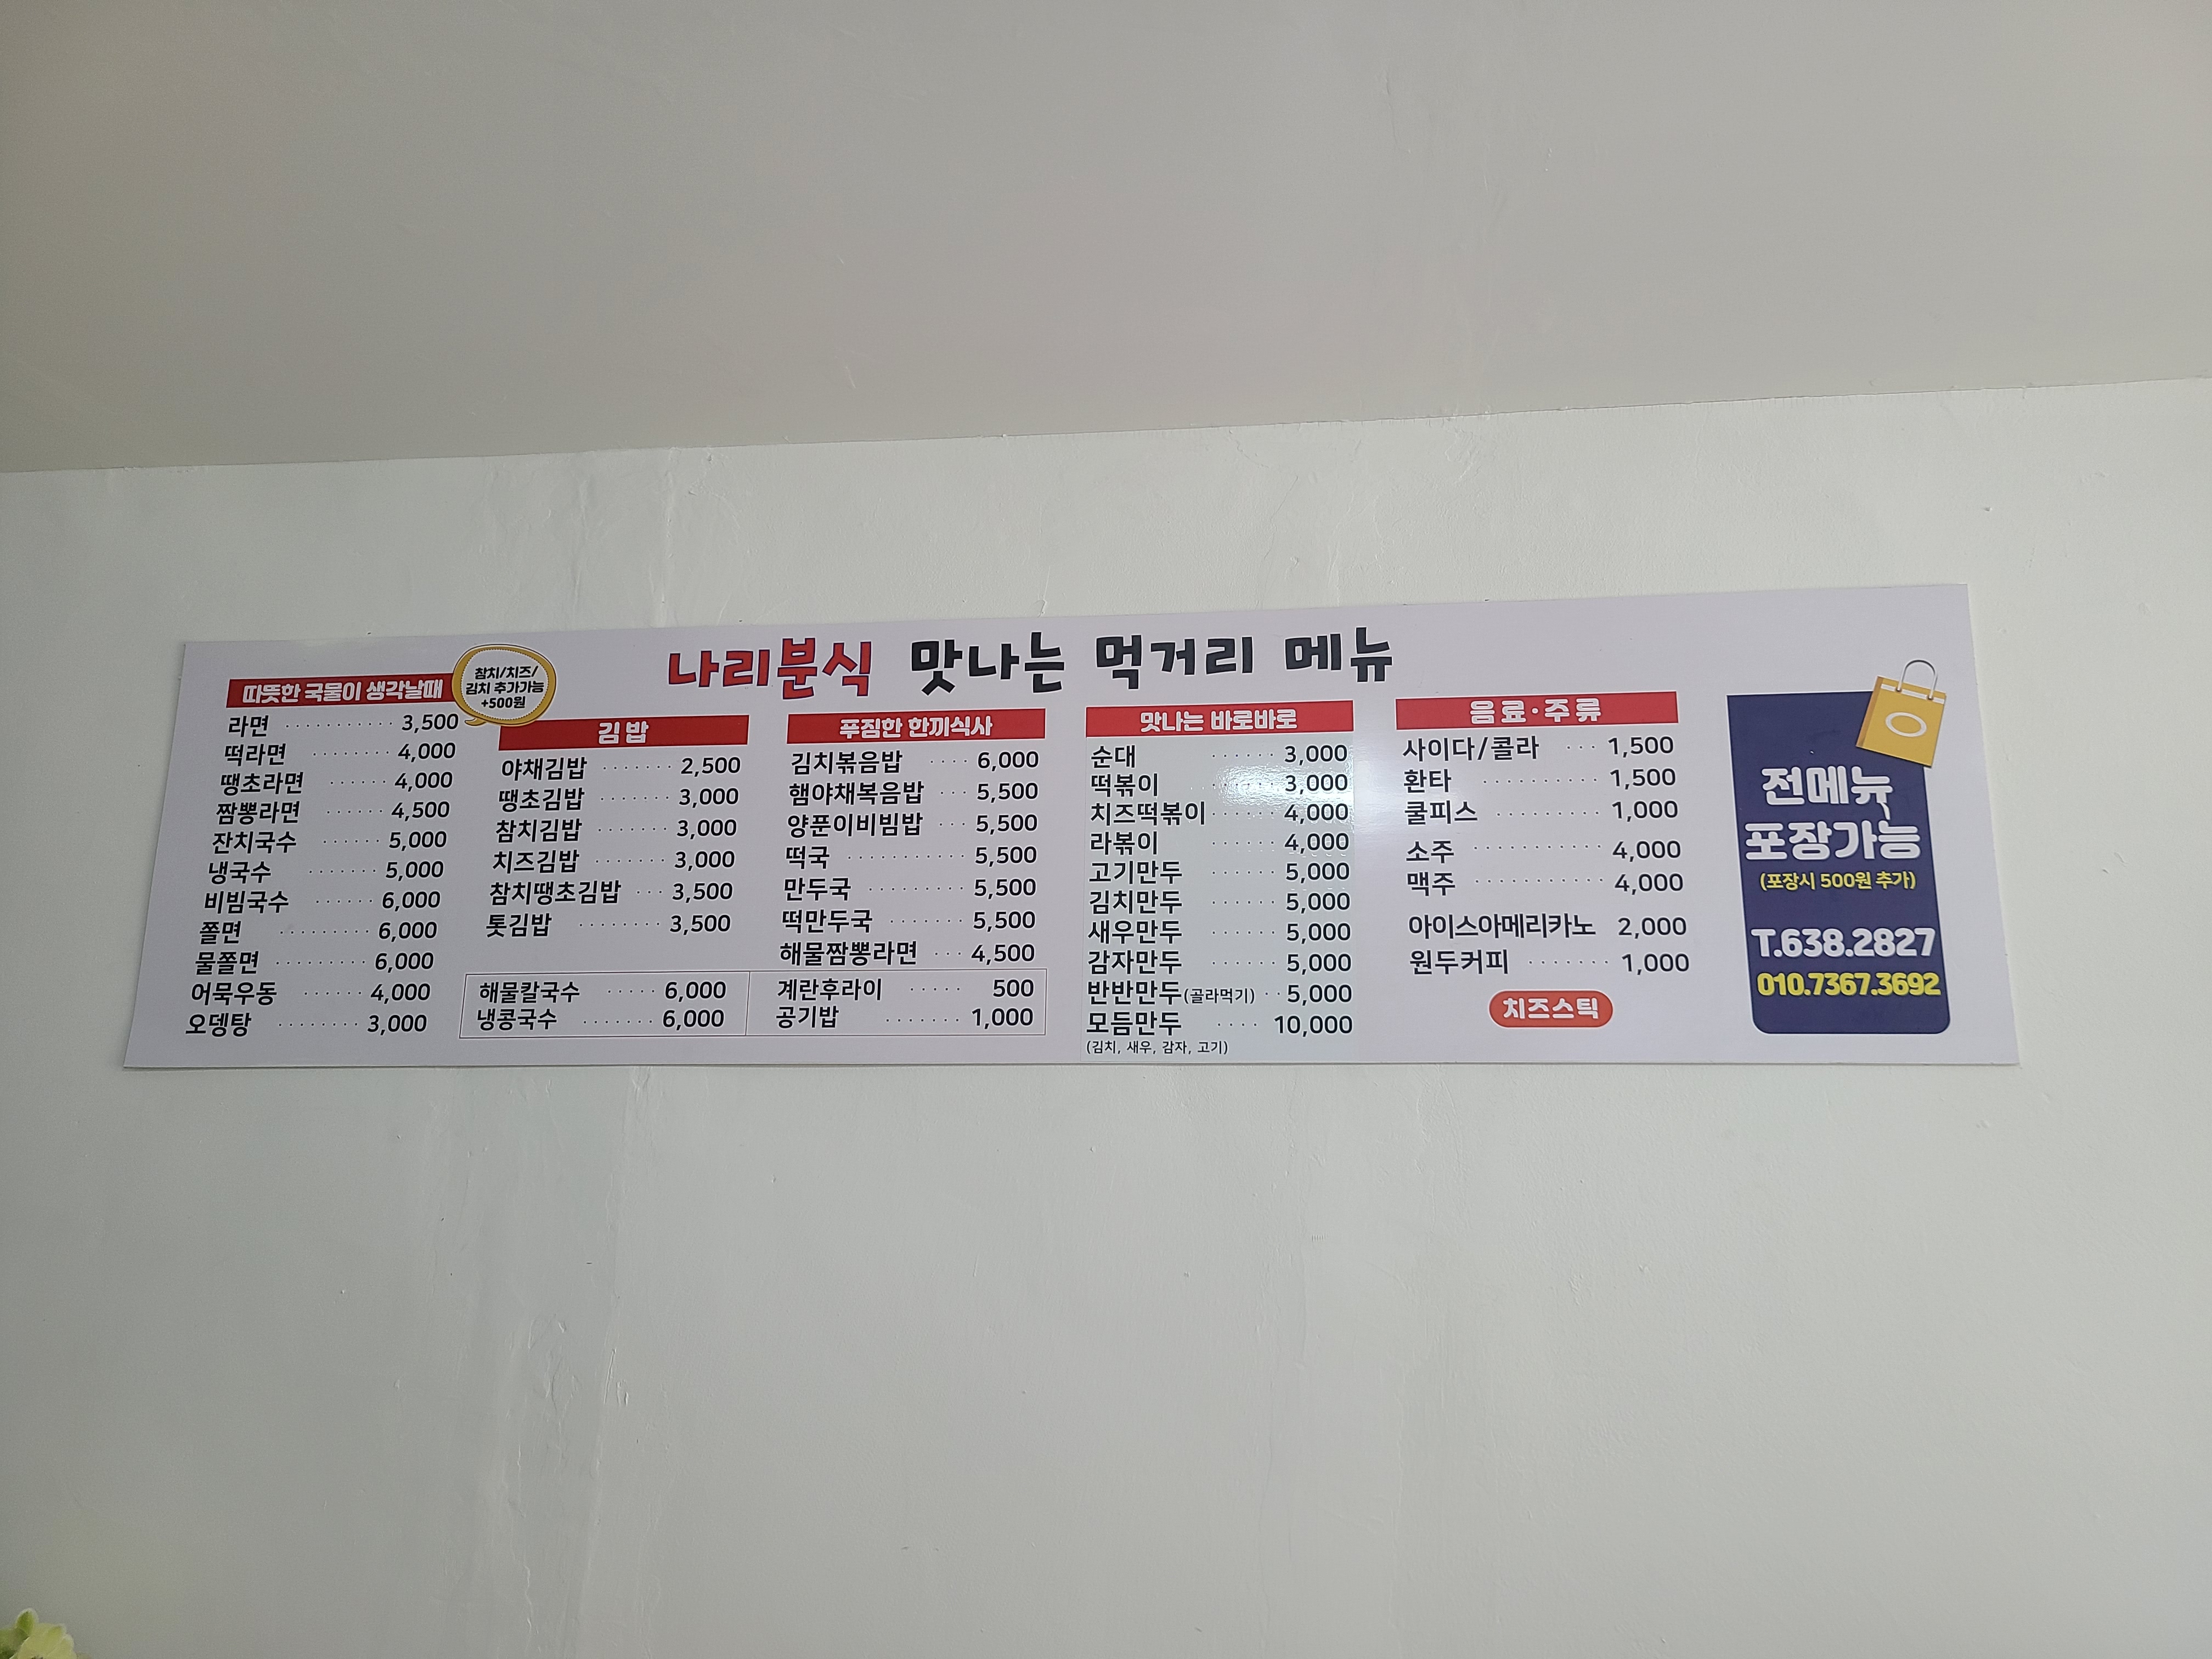 나리분식 맛나는 먹거리 메뉴
따뜻한 국물이 생각날때
참치/치즈/
김치 추가가능
+500원
라면 ··········· 3,500
떡라면 ········ 4,000
땡초라면 ······ 4,000
짬뽕라면 ······ 4,500
잔치국수 ······ 5,000
냉국수 ······· 5,000
비빔국수 ······ 6,000
쫄면 ········· 6,000
물쫄면 ········· 6,000
어묵우동 ······ 4,000
오뎅탕 ········ 3,000
김밥
야채김밥 ······· 2,500
땡초김밥 ······· 3,000
참치김밥 ······· 3,000
치즈김밥 ······· 3,000
참치땡초김밥 ··· 3,500
톳김밥 ········ 3,500
해물칼국수 ····· 6,000
냉콩국수 ······· 6,000
푸짐한 한끼식사
김치볶음밥 ···· 6,000
햄야채복음밥 ··· 5,500
양푼이비빔밥 ··· 5,500
떡국 ··········· 5,500
만두국 ········· 5,500
떡만두국 ······· 5,500
해물짬뽕라면 ··· 4,500
계란후라이 ····· 500
공기밥 ······· 1,000
맛나는 바로바로
순대 ······ 3,000
떡볶이 ······ 3,000
치즈떡볶이 ······ 4,000
라볶이 ······ 4,000
고기만두 ······ 5,000
김치만두 ······ 5,000
새우만두 ······ 5,000
감자만두 ······ 5,000
반반만두(골라먹기) ·· 5,000
모듬만두 ···· 10,000
(김치, 새우, 감자, 고기)
음료·주류
사이다/콜라 ··· 1,500
환타 ·········· 1,500
쿨피스 ········· 1,000
소주 ··········· 4,000
맥주 ··········· 4,000
아이스아메리카노 2,000
원두커피 ······· 1,000
치즈스틱
전메뉴
포장가능
(포장시 500원 추가)
T.638.2827
010.7367.3692